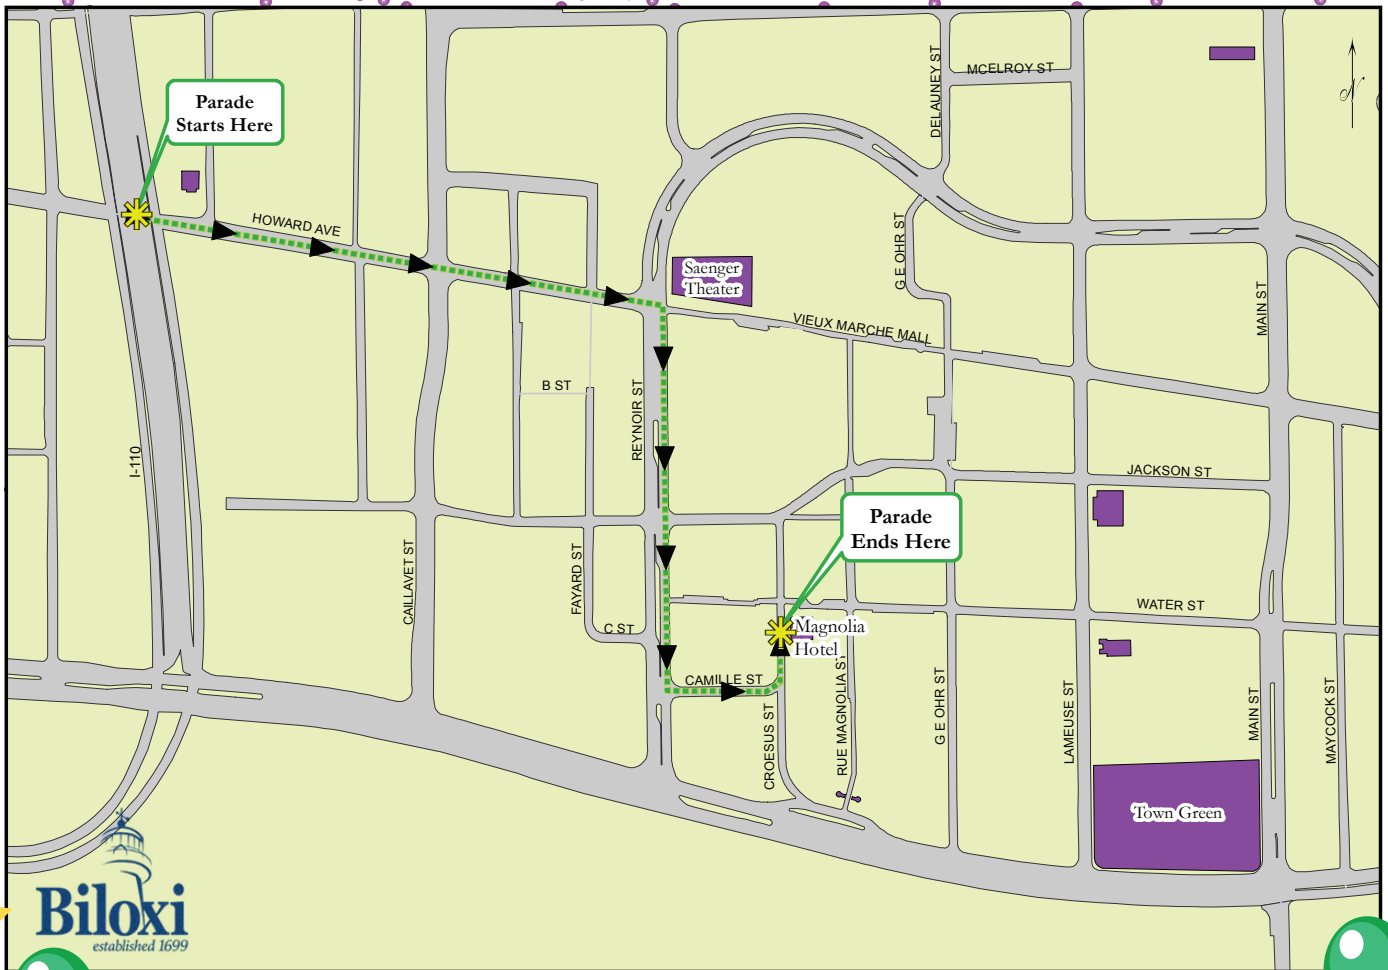 DELAUNEY ST
MCELROY ST
N
Parade
Starts Here
HOWARD AVE
G E OHR ST
Saenger
Theater
MAIN ST
VIEUX MARCHE MALL
B ST
REYNOIR ST
I-110
JACKSON ST
Parade
Ends Here
CAILLAVET ST
FAYARD ST
C ST
WATER ST
Magnolia
Hotel
CAMILLE ST
CROESUS ST
RUE MAGNOLIA ST
G E OHR ST
LAMEUSE ST
MAIN ST
MAYCOCK ST
Town Green
Biloxi
established 1699